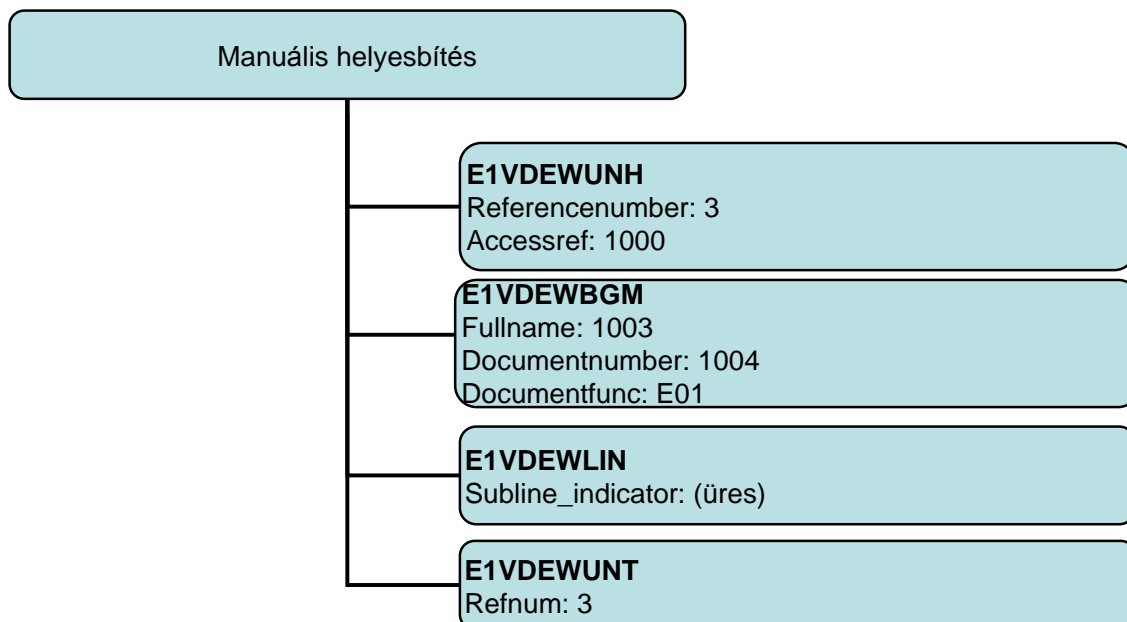 Manuális helyesbítés
E1VDEWUNH
Referencenumber: 3
Accessref: 1000
E1VDEWBGM
Fullname: 1003
Documentnumber: 1004
Documentfunc: E01
E1VDEWLIN
Subline_indicator: (üres)
E1VDEWUNT
Refnum: 3